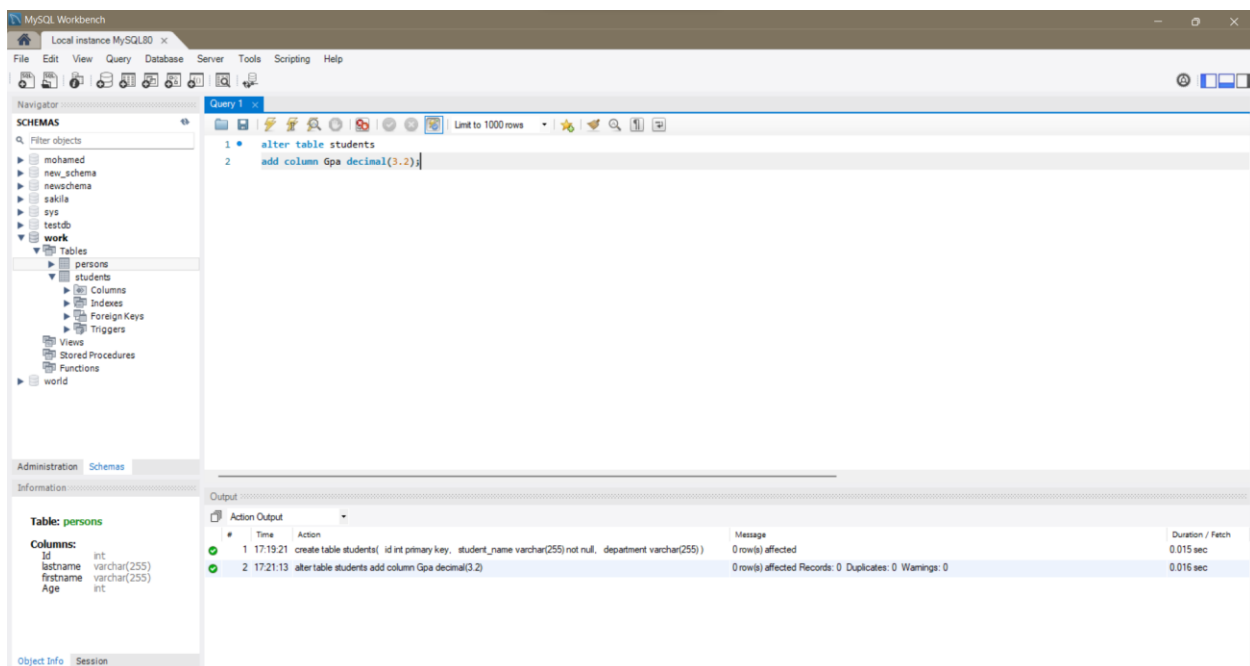 MySQL Workbench
Local instance MySQL80
File Edit View Query Database Server Tools Scripting Help
Navigator
SCHEMAS
Filter objects
mohamed
new_schema
newschema
sakila
sys
testdb
work
Tables
persons
students
Columns
Indexes
Foreign Keys
Triggers
Views
Stored Procedures
Functions
world
Administration Schemas
Information
Table: persons
Columns:
Id int
lastname varchar(255)
firstname varchar(255)
Age int
Object Info Session
Query 1
Limit to 1000 rows
1 alter table students
2 add column Gpa decimal(3.2);
Output
Action Output
# Time Action Message Duration / Fetch
1 17:19:21 create table students( id int primary key, student_name varchar(255) not null, department varchar(255) ) 0 row(s) affected 0.015 sec
2 17:21:13 alter table students add column Gpa decimal(3.2) 0 row(s) affected Records: 0 Duplicates: 0 Warnings: 0 0.016 sec